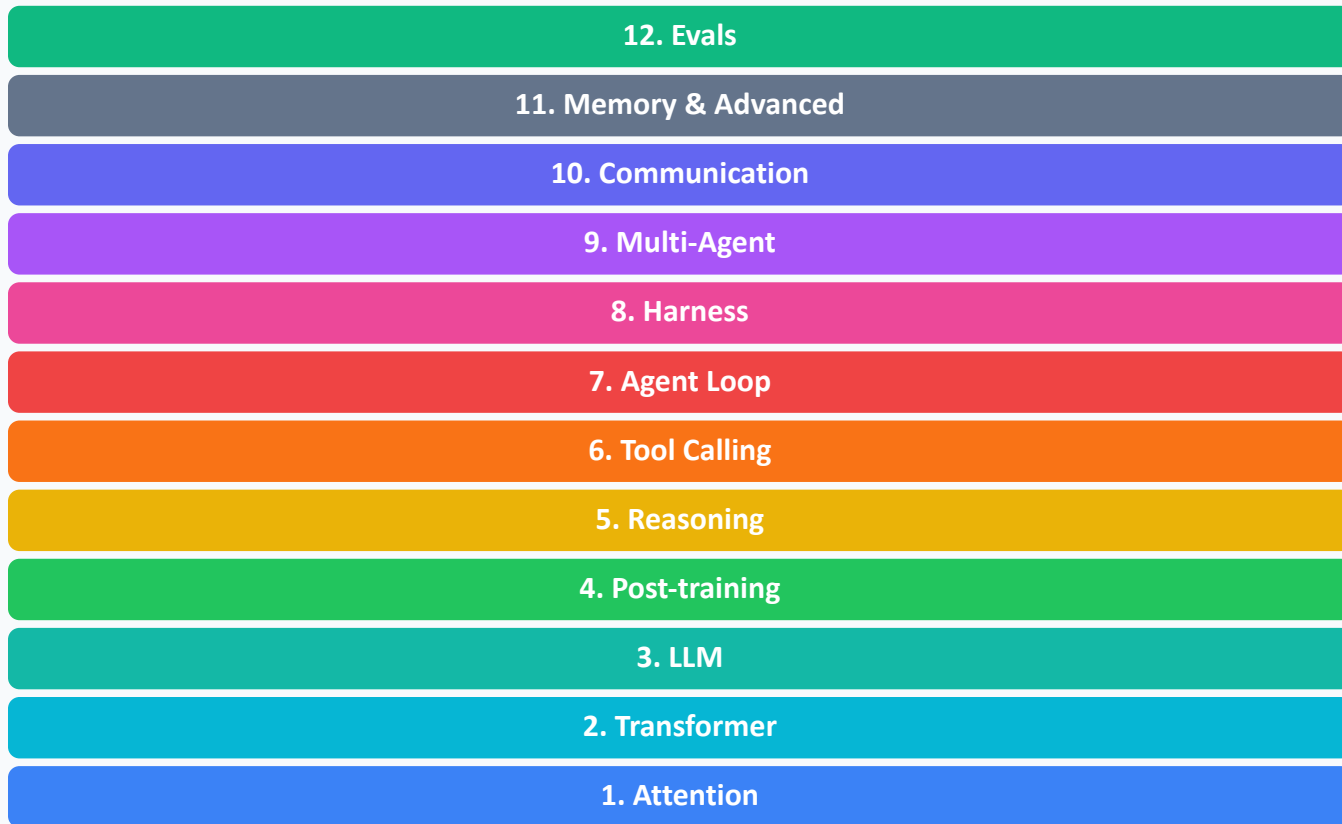 12. Evals
11. Memory & Advanced
10. Communication
9. Multi-Agent
8. Harness
7. Agent Loop
6. Tool Calling
5. Reasoning
4. Post-training
3. LLM
2. Transformer
1. Attention